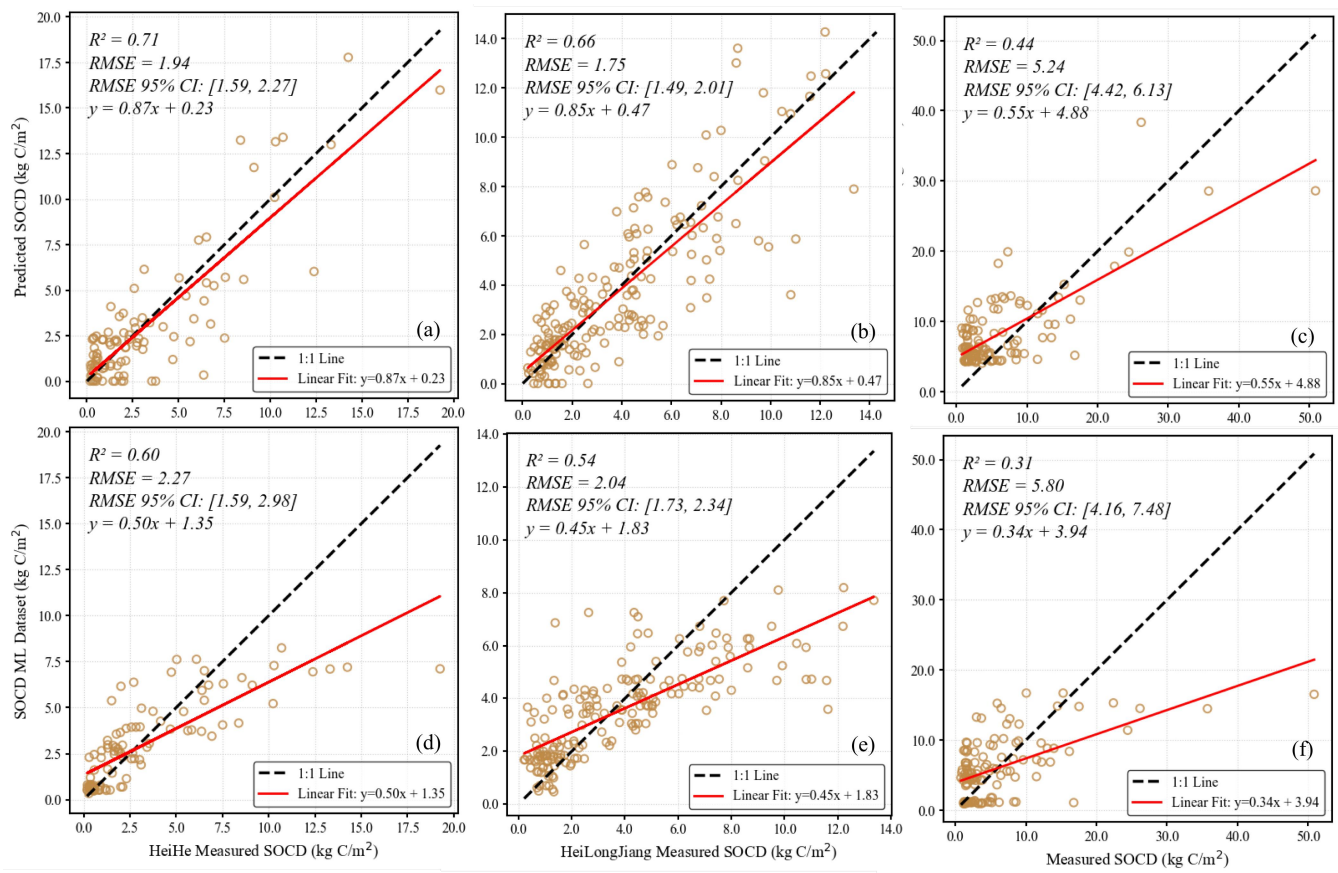 Predicted SOCD (kg C/m²)
20.0
17.5
15.0
12.5
10.0
7.5
5.0
2.5
0.0
R² = 0.71
RMSE = 1.94
RMSE 95% CI: [1.59, 2.27]
y = 0.87x + 0.23
(a)
1:1 Line
Linear Fit: y=0.87x + 0.23
0.0 2.5 5.0 7.5 10.0 12.5 15.0 17.5 20.0
14.0
12.0
10.0
8.0
6.0
4.0
2.0
0.0
R² = 0.66
RMSE = 1.75
RMSE 95% CI: [1.49, 2.01]
y = 0.85x + 0.47
(b)
1:1 Line
Linear Fit: y=0.85x + 0.47
0.0 2.0 4.0 6.0 8.0 10.0 12.0 14.0
50.0
40.0
30.0
20.0
10.0
0.0
R² = 0.44
RMSE = 5.24
RMSE 95% CI: [4.42, 6.13]
y = 0.55x + 4.88
(c)
1:1 Line
Linear Fit: y=0.55x + 4.88
0.0 10.0 20.0 30.0 40.0 50.0
SOCD ML Dataset (kg C/m²)
20.0
17.5
15.0
12.5
10.0
7.5
5.0
2.5
0.0
R² = 0.60
RMSE = 2.27
RMSE 95% CI: [1.59, 2.98]
y = 0.50x + 1.35
(d)
1:1 Line
Linear Fit: y=0.50x + 1.35
0.0 2.5 5.0 7.5 10.0 12.5 15.0 17.5 20.0
HeiHe Measured SOCD (kg C/m²)
14.0
12.0
10.0
8.0
6.0
4.0
2.0
0.0
R² = 0.54
RMSE = 2.04
RMSE 95% CI: [1.73, 2.34]
y = 0.45x + 1.83
(e)
1:1 Line
Linear Fit: y=0.45x + 1.83
0.0 2.0 4.0 6.0 8.0 10.0 12.0 14.0
HeiLongJiang Measured SOCD (kg C/m²)
50.0
40.0
30.0
20.0
10.0
0.0
R² = 0.31
RMSE = 5.80
RMSE 95% CI: [4.16, 7.48]
y = 0.34x + 3.94
(f)
1:1 Line
Linear Fit: y=0.34x + 3.94
0.0 10.0 20.0 30.0 40.0 50.0
Measured SOCD (kg C/m²)